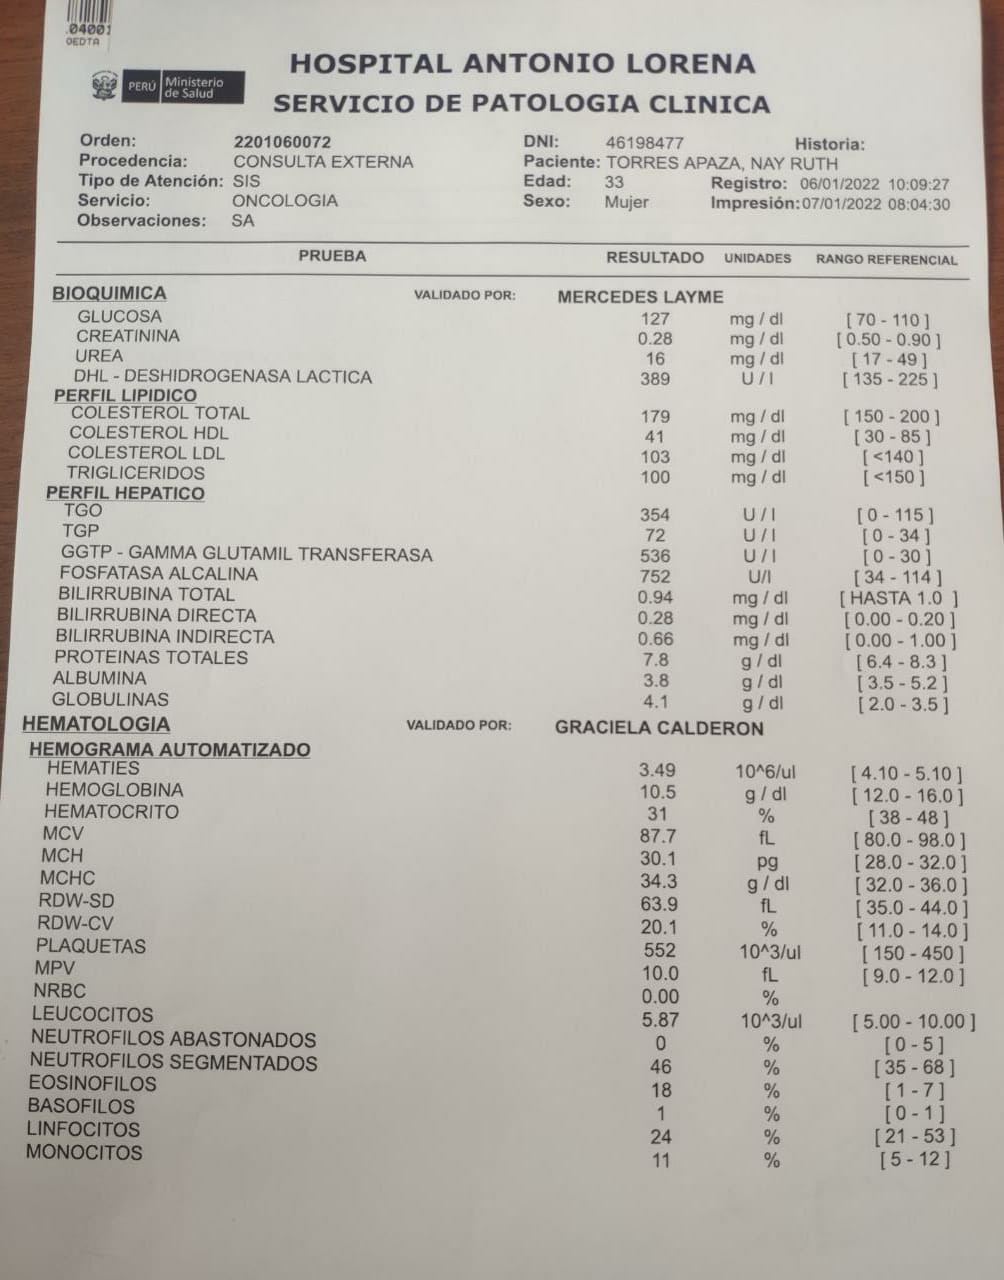 .04001
OEDTA
HOSPITAL ANTONIO LORENA
PERÚ Ministerio de Salud
SERVICIO DE PATOLOGIA CLINICA
Orden: 2201060072 DNI: 46198477 Historia:
Procedencia: CONSULTA EXTERNA Paciente: TORRES APAZA, NAY RUTH
Tipo de Atención: SIS Edad: 33 Registro: 06/01/2022 10:09:27
Servicio: ONCOLOGIA Sexo: Mujer Impresión: 07/01/2022 08:04:30
Observaciones: SA
PRUEBA RESULTADO UNIDADES RANGO REFERENCIAL
BIOQUIMICA VALIDADO POR: MERCEDES LAYME
GLUCOSA 127 mg / dl [ 70 - 110 ]
CREATININA 0.28 mg / dl [ 0.50 - 0.90 ]
UREA 16 mg / dl [ 17 - 49 ]
DHL - DESHIDROGENASA LACTICA 389 U / l [ 135 - 225 ]
PERFIL LIPIDICO
COLESTEROL TOTAL 179 mg / dl [ 150 - 200 ]
COLESTEROL HDL 41 mg / dl [ 30 - 85 ]
COLESTEROL LDL 103 mg / dl [ <140 ]
TRIGLICERIDOS 100 mg / dl [ <150 ]
PERFIL HEPATICO
TGO 354 U / l [ 0 - 115 ]
TGP 72 U / l [ 0 - 34 ]
GGTP - GAMMA GLUTAMIL TRANSFERASA 536 U / l [ 0 - 30 ]
FOSFATASA ALCALINA 752 U/l [ 34 - 114 ]
BILIRRUBINA TOTAL 0.94 mg / dl [ HASTA 1.0 ]
BILIRRUBINA DIRECTA 0.28 mg / dl [ 0.00 - 0.20 ]
BILIRRUBINA INDIRECTA 0.66 mg / dl [ 0.00 - 1.00 ]
PROTEINAS TOTALES 7.8 g / dl [ 6.4 - 8.3 ]
ALBUMINA 3.8 g / dl [ 3.5 - 5.2 ]
GLOBULINAS 4.1 g / dl [ 2.0 - 3.5 ]
HEMATOLOGIA VALIDADO POR: GRACIELA CALDERON
HEMOGRAMA AUTOMATIZADO
HEMATIES 3.49 10^6/ul [ 4.10 - 5.10 ]
HEMOGLOBINA 10.5 g / dl [ 12.0 - 16.0 ]
HEMATOCRITO 31 % [ 38 - 48 ]
MCV 87.7 fL [ 80.0 - 98.0 ]
MCH 30.1 pg [ 28.0 - 32.0 ]
MCHC 34.3 g / dl [ 32.0 - 36.0 ]
RDW-SD 63.9 fL [ 35.0 - 44.0 ]
RDW-CV 20.1 % [ 11.0 - 14.0 ]
PLAQUETAS 552 10^3/ul [ 150 - 450 ]
MPV 10.0 fL [ 9.0 - 12.0 ]
NRBC 0.00 %
LEUCOCITOS 5.87 10^3/ul [ 5.00 - 10.00 ]
NEUTROFILOS ABASTONADOS 0 % [ 0 - 5 ]
NEUTROFILOS SEGMENTADOS 46 % [ 35 - 68 ]
EOSINOFILOS 18 % [ 1 - 7 ]
BASOFILOS 1 % [ 0 - 1 ]
LINFOCITOS 24 % [ 21 - 53 ]
MONOCITOS 11 % [ 5 - 12 ]